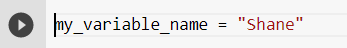 my_variable_name = "Shane"